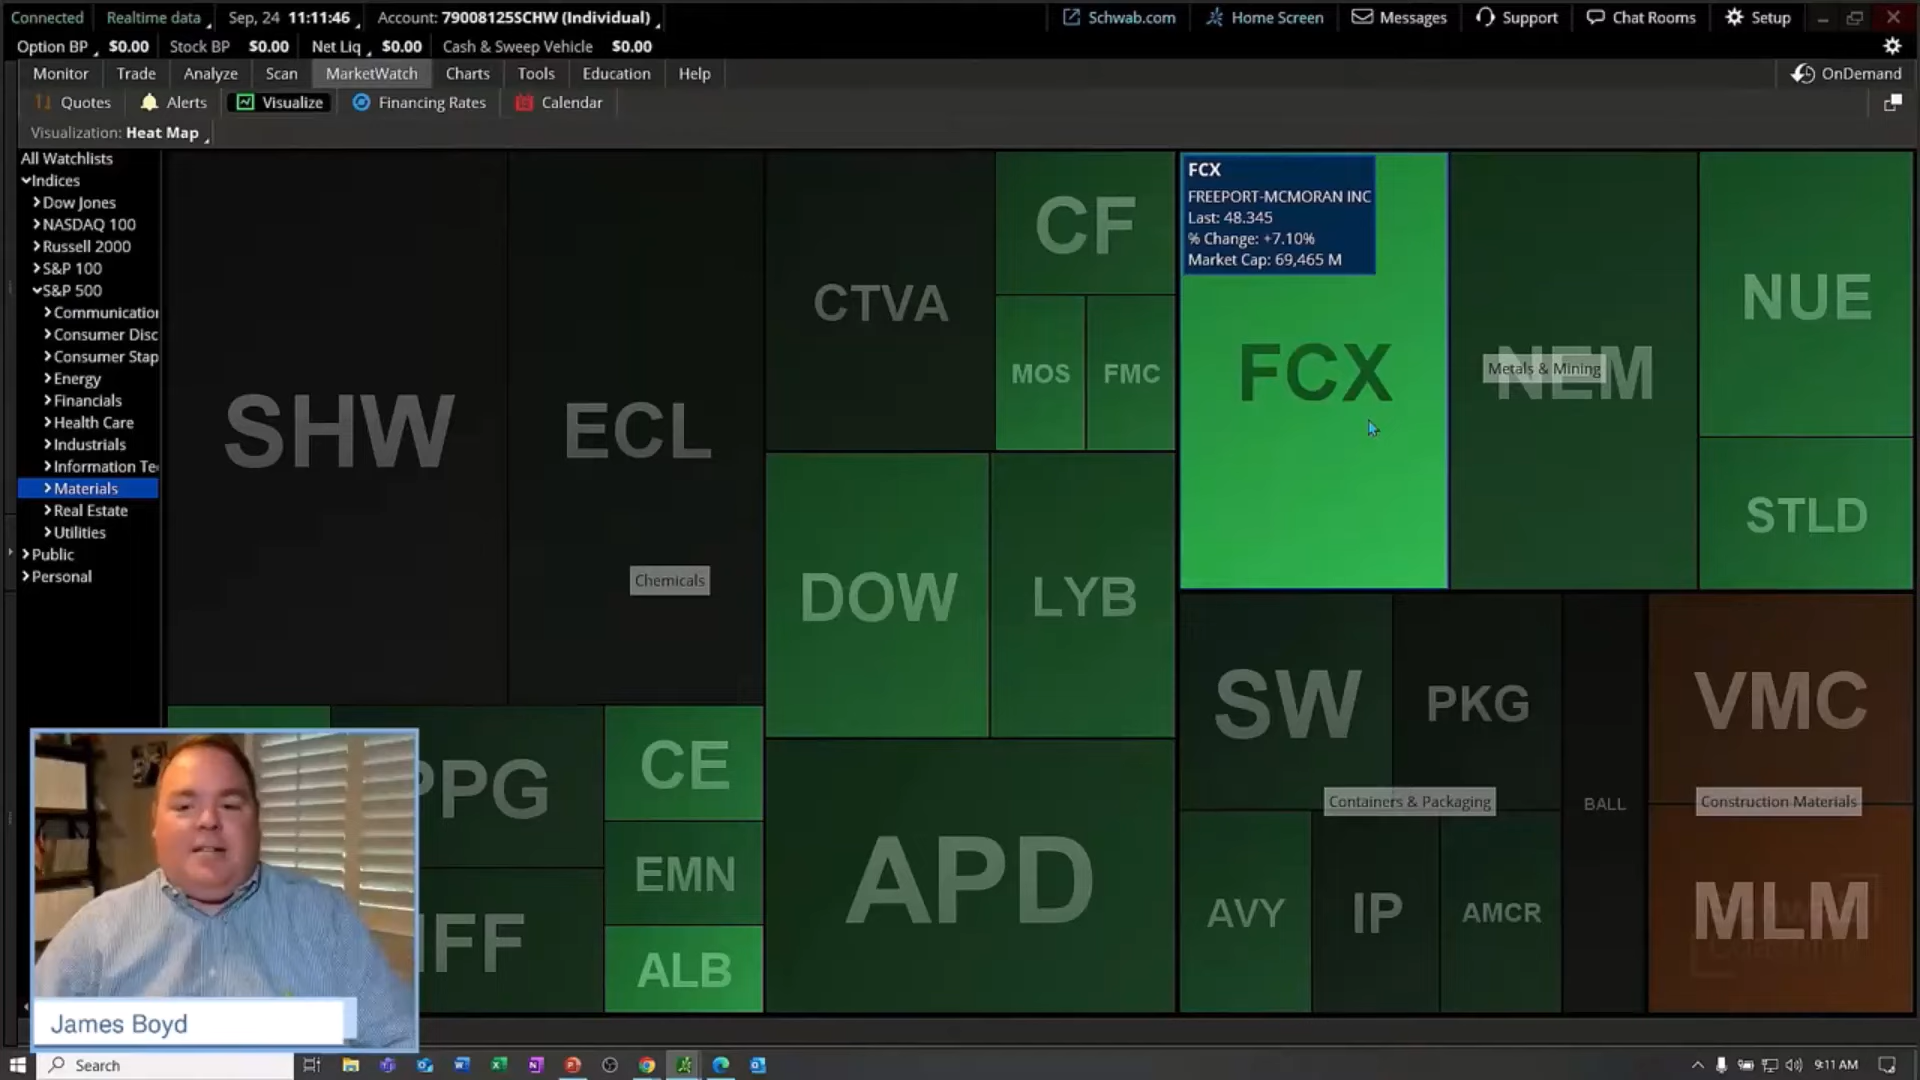 Connected
Realtime data
Sep, 24 11:11:46
Account: 79008125SCHW (Individual)
Schwab.com
Home Screen
Messages
Support
Chat Rooms
Setup
Option BP $0.00
Stock BP $0.00
Net Liq $0.00
Cash & Sweep Vehicle $0.00
Monitor
Trade
Analyze
Scan
MarketWatch
Charts
Tools
Education
Help
OnDemand
Quotes
Alerts
Visualize
Financing Rates
Calendar
Visualization: Heat Map
All Watchlists
Indices
Dow Jones
NASDAQ 100
Russell 2000
S&P 100
S&P 500
Communication
Consumer Disc
Consumer Stap
Energy
Financials
Health Care
Industrials
Information Te
Materials
Real Estate
Utilities
Public
Personal
SHW
ECL
Chemicals
CTVA
CF
MOS
FMC
DOW
LYB
PPG
CE
EMN
IFF
ALB
APD
FCX
FREEPORT-MCMORAN INC
Last: 48.345
% Change: +7.10%
Market Cap: 69,465 M
FCX
NEM
Metals & Mining
NUE
STLD
SW
PKG
BALL
Containers & Packaging
AVY
IP
AMCR
VMC
Construction Materials
MLM
James Boyd
Search
9:11 AM